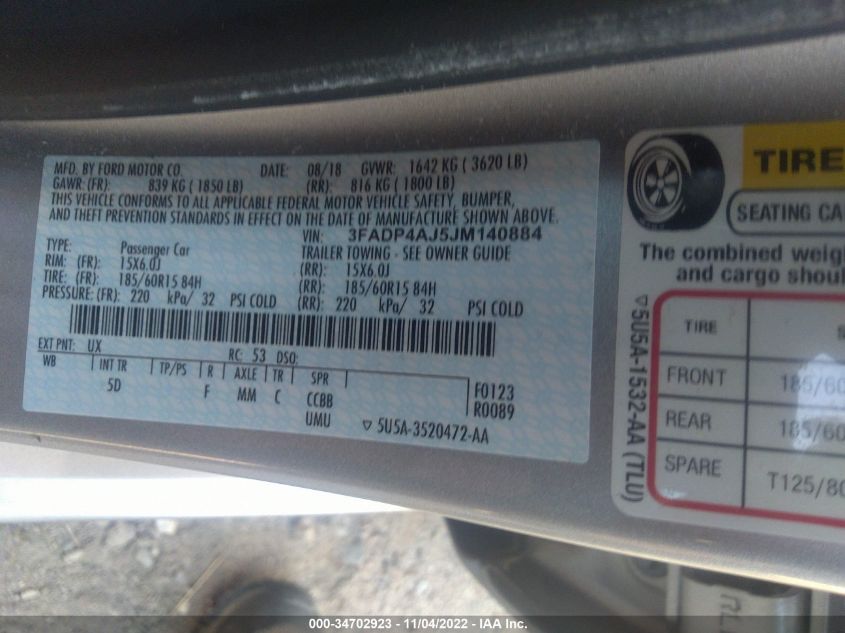 MFD. BY FORD MOTOR CO. DATE: 08/18 GVWR: 1642 KG ( 3620 LB)
GAWR: (FR): 839 KG ( 1850 LB) (RR): 816 KG ( 1800 LB)
THIS VEHICLE CONFORMS TO ALL APPLICABLE FEDERAL MOTOR VEHICLE SAFETY, BUMPER,
AND THEFT PREVENTION STANDARDS IN EFFECT ON THE DATE OF MANUFACTURE SHOWN ABOVE.
VIN: 3FADP4AJ5JM140884
TYPE: Passenger Car TRAILER TOWING - SEE OWNER GUIDE
RIM: (FR): 15X6.0J (RR): 15X6.0J
TIRE: (FR): 185/60R15 84H (RR): 185/60R15 84H
PRESSURE: (FR): 220 kPa/ 32 PSI COLD (RR): 220 kPa/ 32 PSI COLD
EXT PNT: UX RC: 53 DSO:
WB INT TR TP/PS R AXLE TR SPR F0123
5D F MM C CCBB R0089
UMU ▽ 5U5A-3520472-AA
TIRE
SEATING CA
The combined weig
and cargo shoul
TIRE S
FRONT 185/60
REAR 185/60
SPARE T125/80
▽5U5A-1532-AA (TLU)
000-34702923 - 11/04/2022 - IAA Inc.